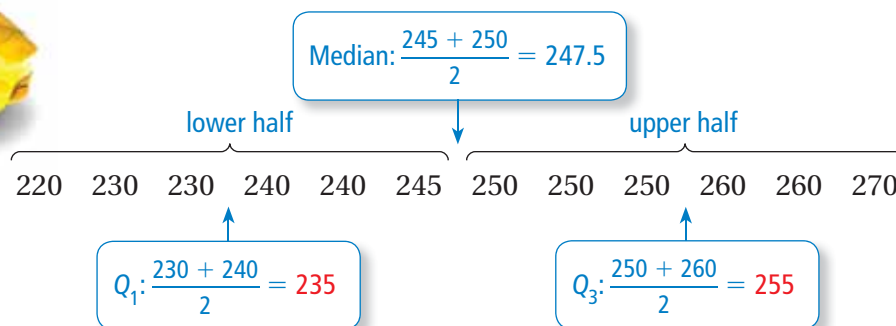 Median: (245 + 250)/2 = 247.5
lower half upper half
220 230 230 240 240 245 250 250 250 260 260 270
Q₁: (230 + 240)/2 = 235 Q₃: (250 + 260)/2 = 255